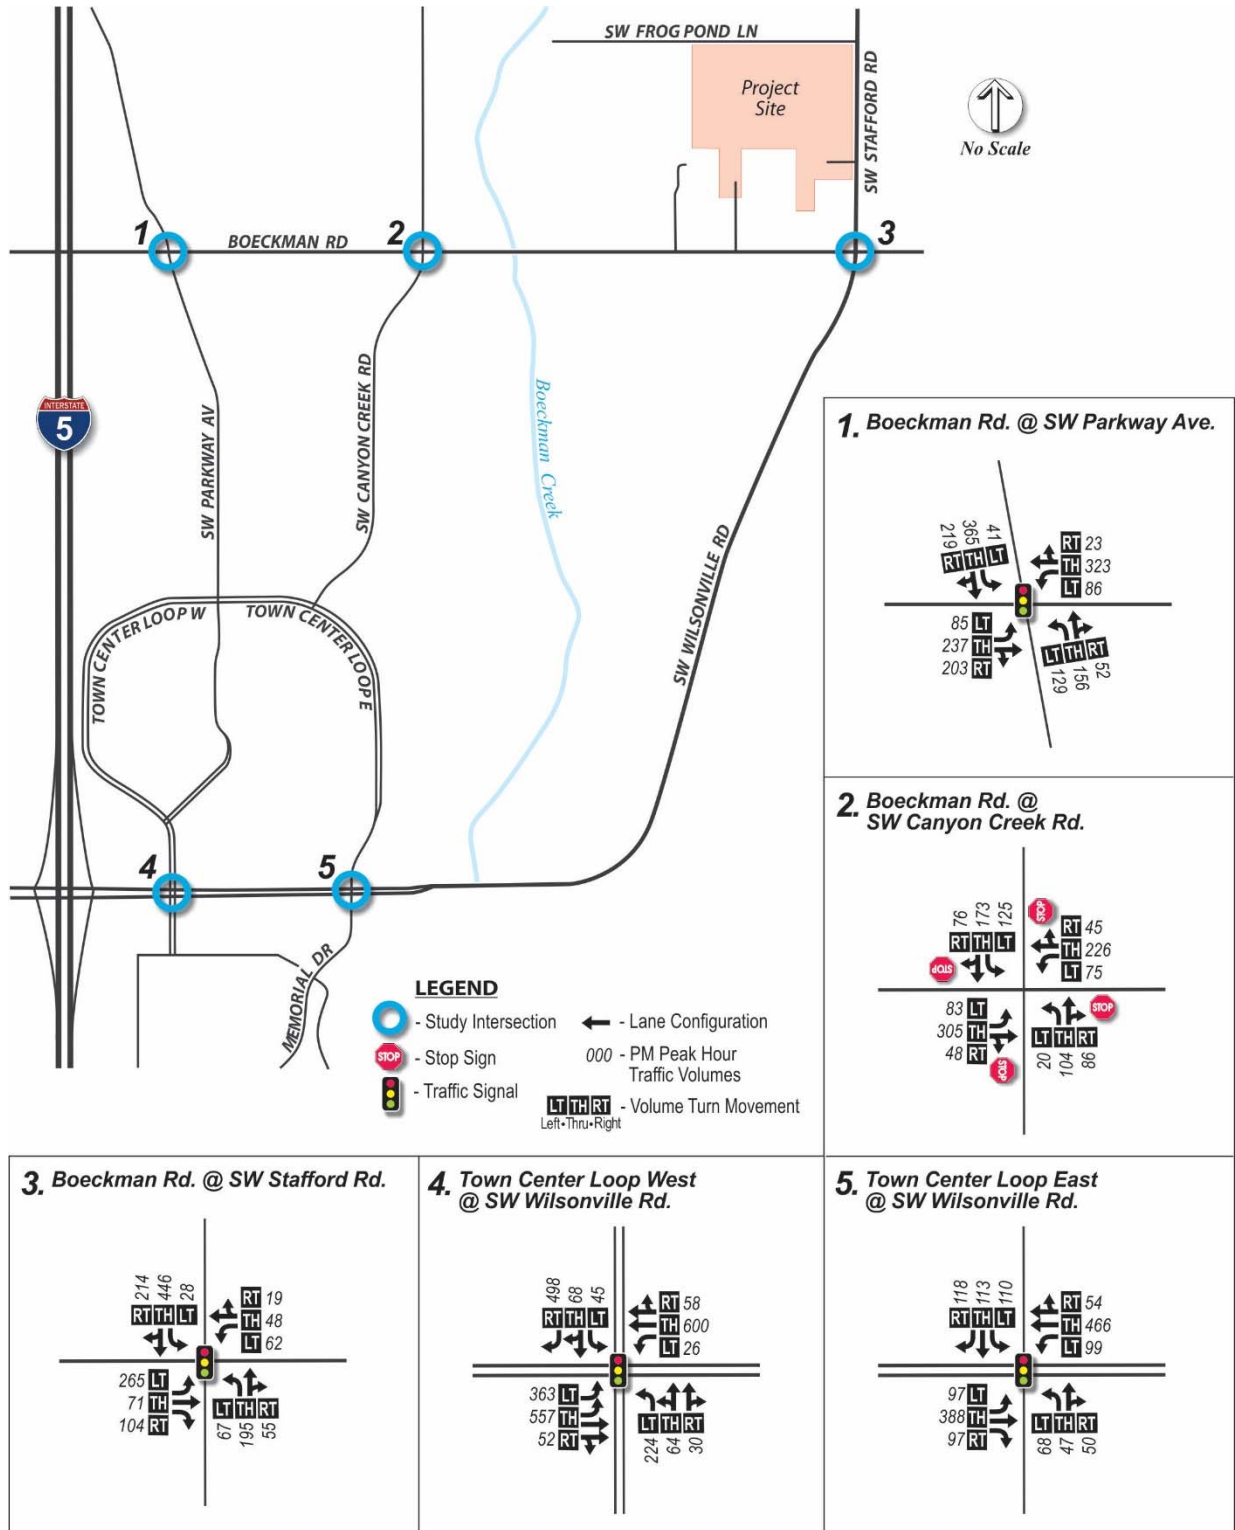 SW FROG POND LN
SW STAFFORD RD
Project
Site
No Scale
1
BOECKMAN RD
2
3
INTERSTATE
5
SW PARKWAY AV
SW CANYON CREEK RD
Boeckman Creek
SW WILSONVILLE RD
TOWN CENTER LOOP W
TOWN CENTER LOOP E
4
5
MEMORIAL DR
LEGEND
- Study Intersection
- Lane Configuration
STOP - Stop Sign
000 - PM Peak Hour
Traffic Volumes
- Traffic Signal
LT TH RT - Volume Turn Movement
Left•Thru•Right
1. Boeckman Rd. @ SW Parkway Ave.
219 365 41
RT TH LT
RT 23
TH 323
LT 86
85 LT
237 TH
203 RT
LT TH RT
129 156 52
2. Boeckman Rd. @
SW Canyon Creek Rd.
76 173 125
RT TH LT
STOP
STOP
RT 45
TH 226
LT 75
83 LT
305 TH
48 RT
STOP
STOP
LT TH RT
20 104 86
3. Boeckman Rd. @ SW Stafford Rd.
214 446 28
RT TH LT
RT 19
TH 48
LT 62
265 LT
71 TH
104 RT
LT TH RT
67 195 55
4. Town Center Loop West
@ SW Wilsonville Rd.
498 68 45
RT TH LT
RT 58
TH 600
LT 26
363 LT
557 TH
52 RT
LT TH RT
224 64 30
5. Town Center Loop East
@ SW Wilsonville Rd.
118 113 110
RT TH LT
RT 54
TH 466
LT 99
97 LT
388 TH
97 RT
LT TH RT
68 47 50